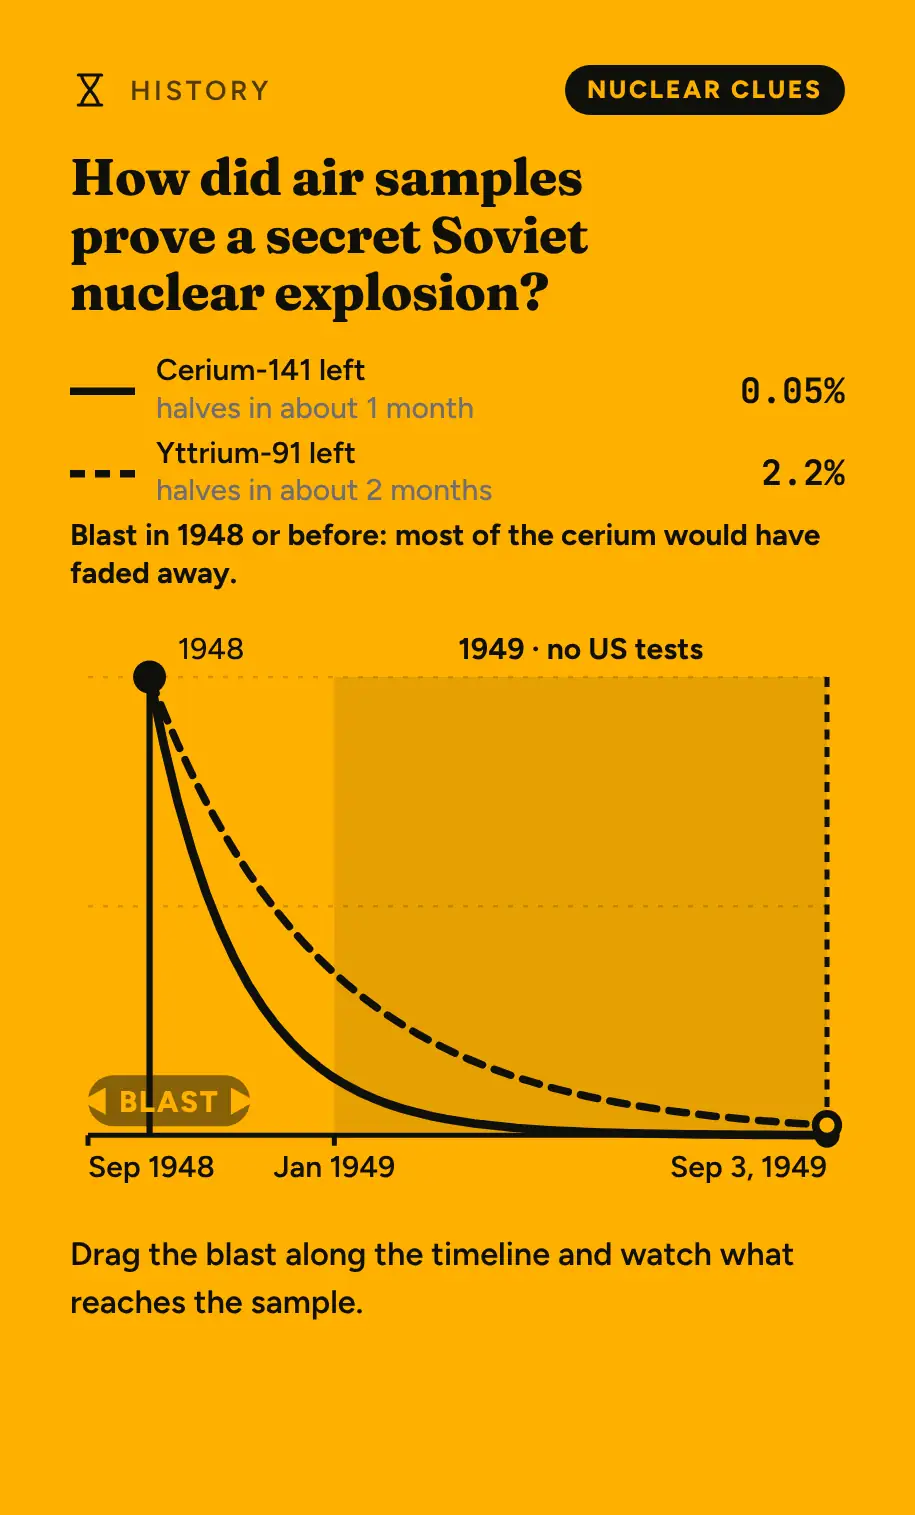 HISTORY
NUCLEAR CLUES
How did air samples
prove a secret Soviet
nuclear explosion?
Cerium-141 left
halves in about 1 month
0.05%
Yttrium-91 left
halves in about 2 months
2.2%
Blast in 1948 or before: most of the cerium would have
faded away.
1948
1949 · no US tests
BLAST
Sep 1948
Jan 1949
Sep 3, 1949
Drag the blast along the timeline and watch what
reaches the sample.